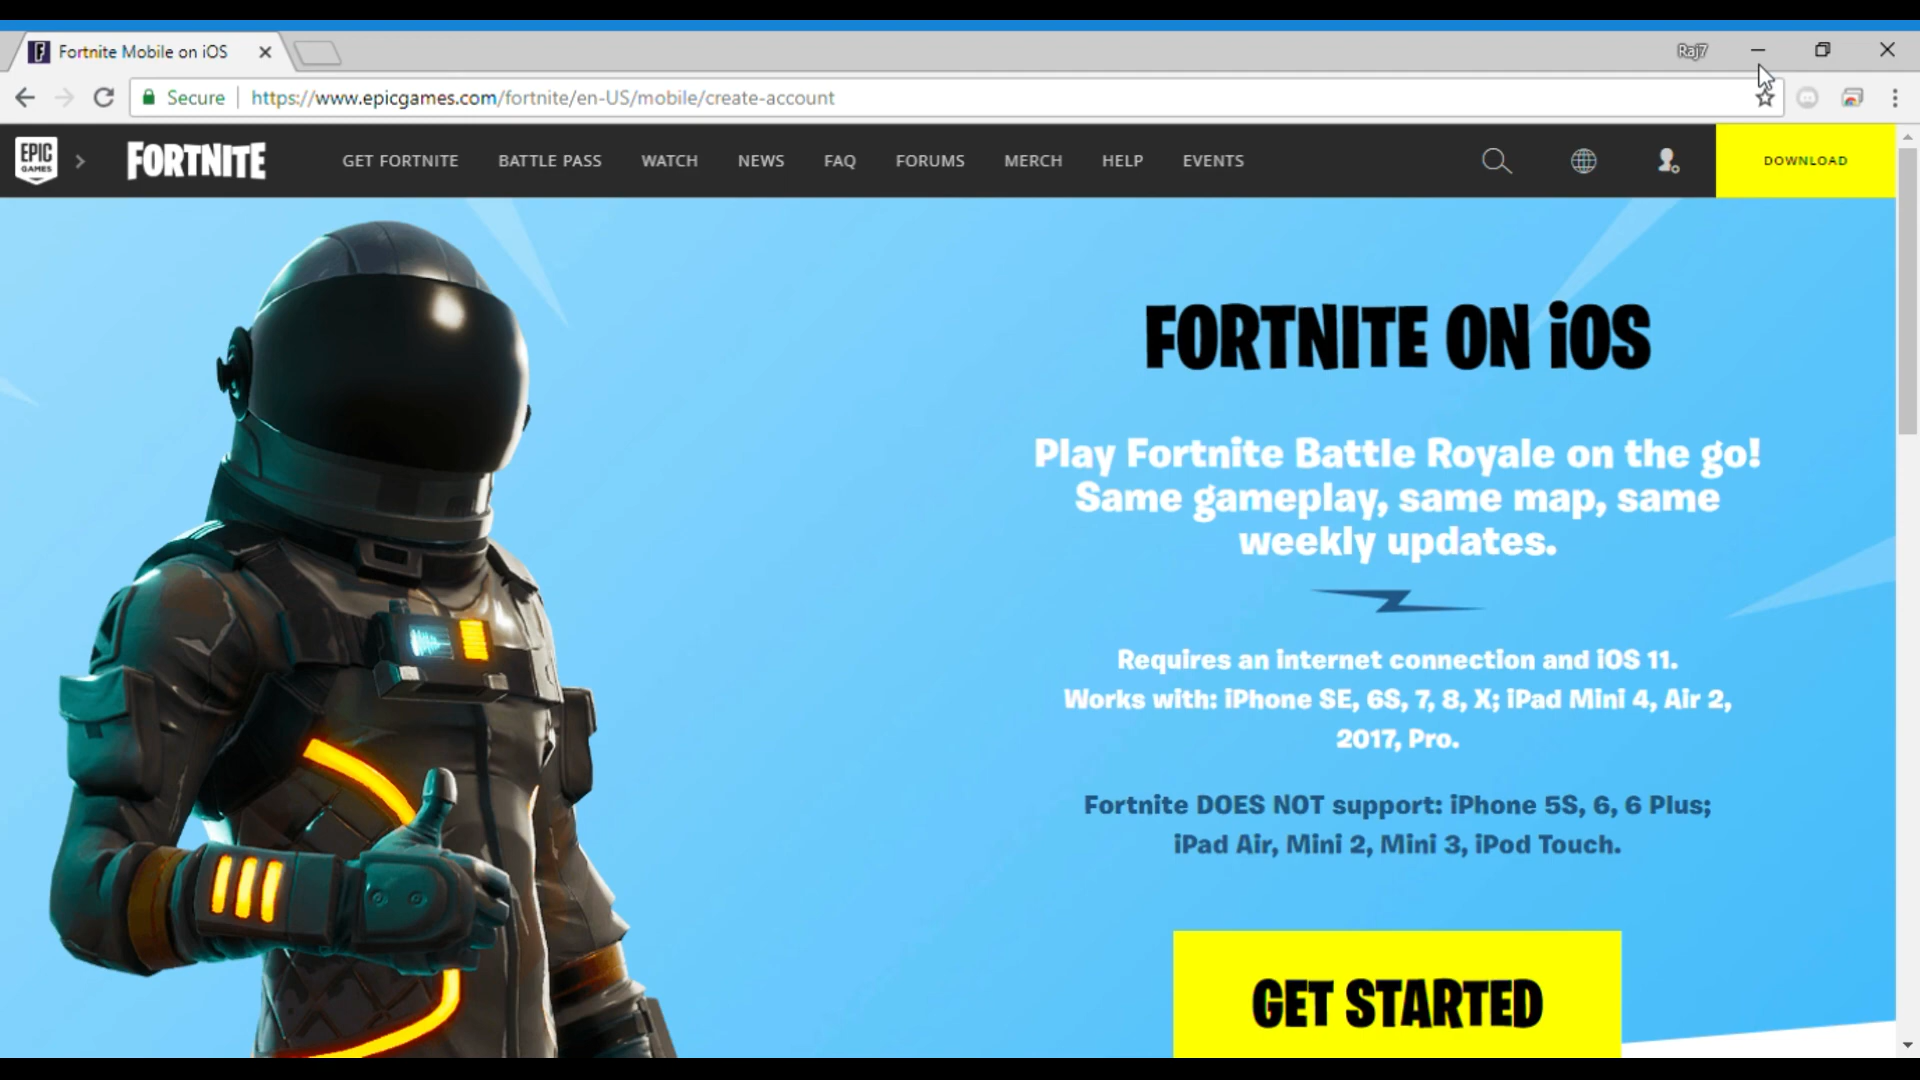 Fortnite Mobile on iOS
Raj7
Secure https://www.epicgames.com/fortnite/en-US/mobile/create-account
EPIC GAMES
FORTNITE GET FORTNITE BATTLE PASS WATCH NEWS FAQ FORUMS MERCH HELP EVENTS DOWNLOAD
FORTNITE ON iOS
Play Fortnite Battle Royale on the go!
Same gameplay, same map, same
weekly updates.
Requires an internet connection and iOS 11.
Works with: iPhone SE, 6S, 7, 8, X; iPad Mini 4, Air 2,
2017, Pro.
Fortnite DOES NOT support: iPhone 5S, 6, 6 Plus;
iPad Air, Mini 2, Mini 3, iPod Touch.
GET STARTED